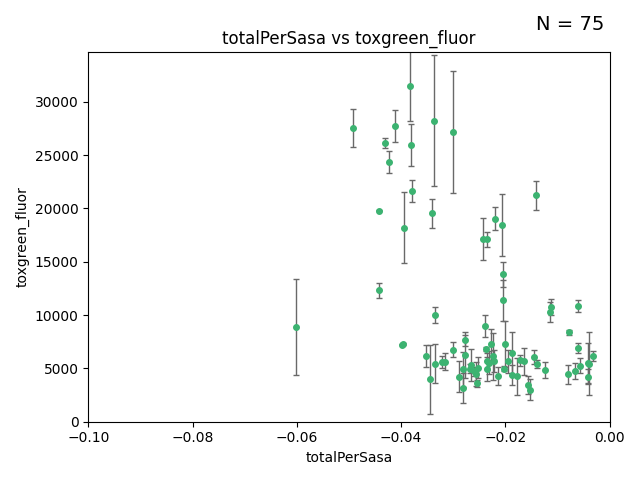 N = 75
totalPerSasa vs toxgreen_fluor
toxgreen_fluor
30000
25000
20000
15000
10000
5000
0
−0.10 −0.08 −0.06 −0.04 −0.02 0.00
totalPerSasa